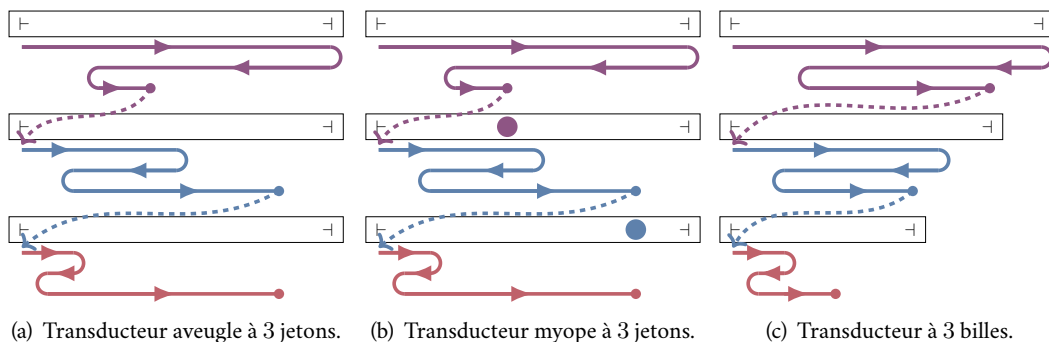 ⊢ ⊣ ⊢ ⊣ ⊢ ⊣
⊢ ⊣ ⊢ ⊣ ⊢ ⊣
⊢ ⊣ ⊢ ⊣ ⊢ ⊣
(a) Transducteur aveugle à 3 jetons. (b) Transducteur myope à 3 jetons. (c) Transducteur à 3 billes.